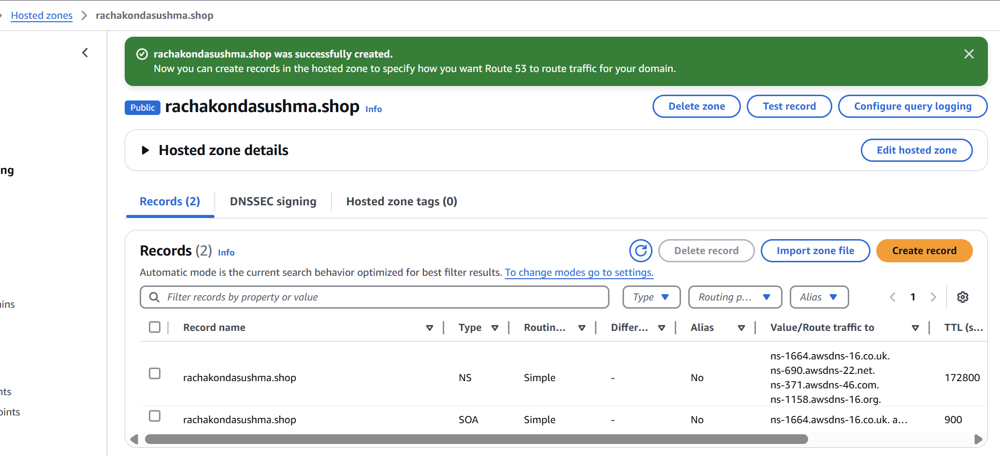 Hosted zones > rachakondasushma.shop
rachakondasushma.shop was successfully created.
Now you can create records in the hosted zone to specify how you want Route 53 to route traffic for your domain.
Public rachakondasushma.shop Info
Delete zone Test record Configure query logging
Hosted zone details
Edit hosted zone
ng
Records (2) DNSSEC signing Hosted zone tags (0)
Records (2) Info
Delete record Import zone file Create record
Automatic mode is the current search behavior optimized for best filter results. To change modes go to settings.
Filter records by property or value
Type Routing p... Alias 1
ains
Record name Type Routin... Differ... Alias Value/Route traffic to TTL (s...
rachakondasushma.shop NS Simple - No
ns-1664.awsdns-16.co.uk.
ns-690.awsdns-22.net.
ns-371.awsdns-46.com.
ns-1158.awsdns-16.org.
172800
nts
oints
rachakondasushma.shop SOA Simple - No ns-1664.awsdns-16.co.uk. a... 900